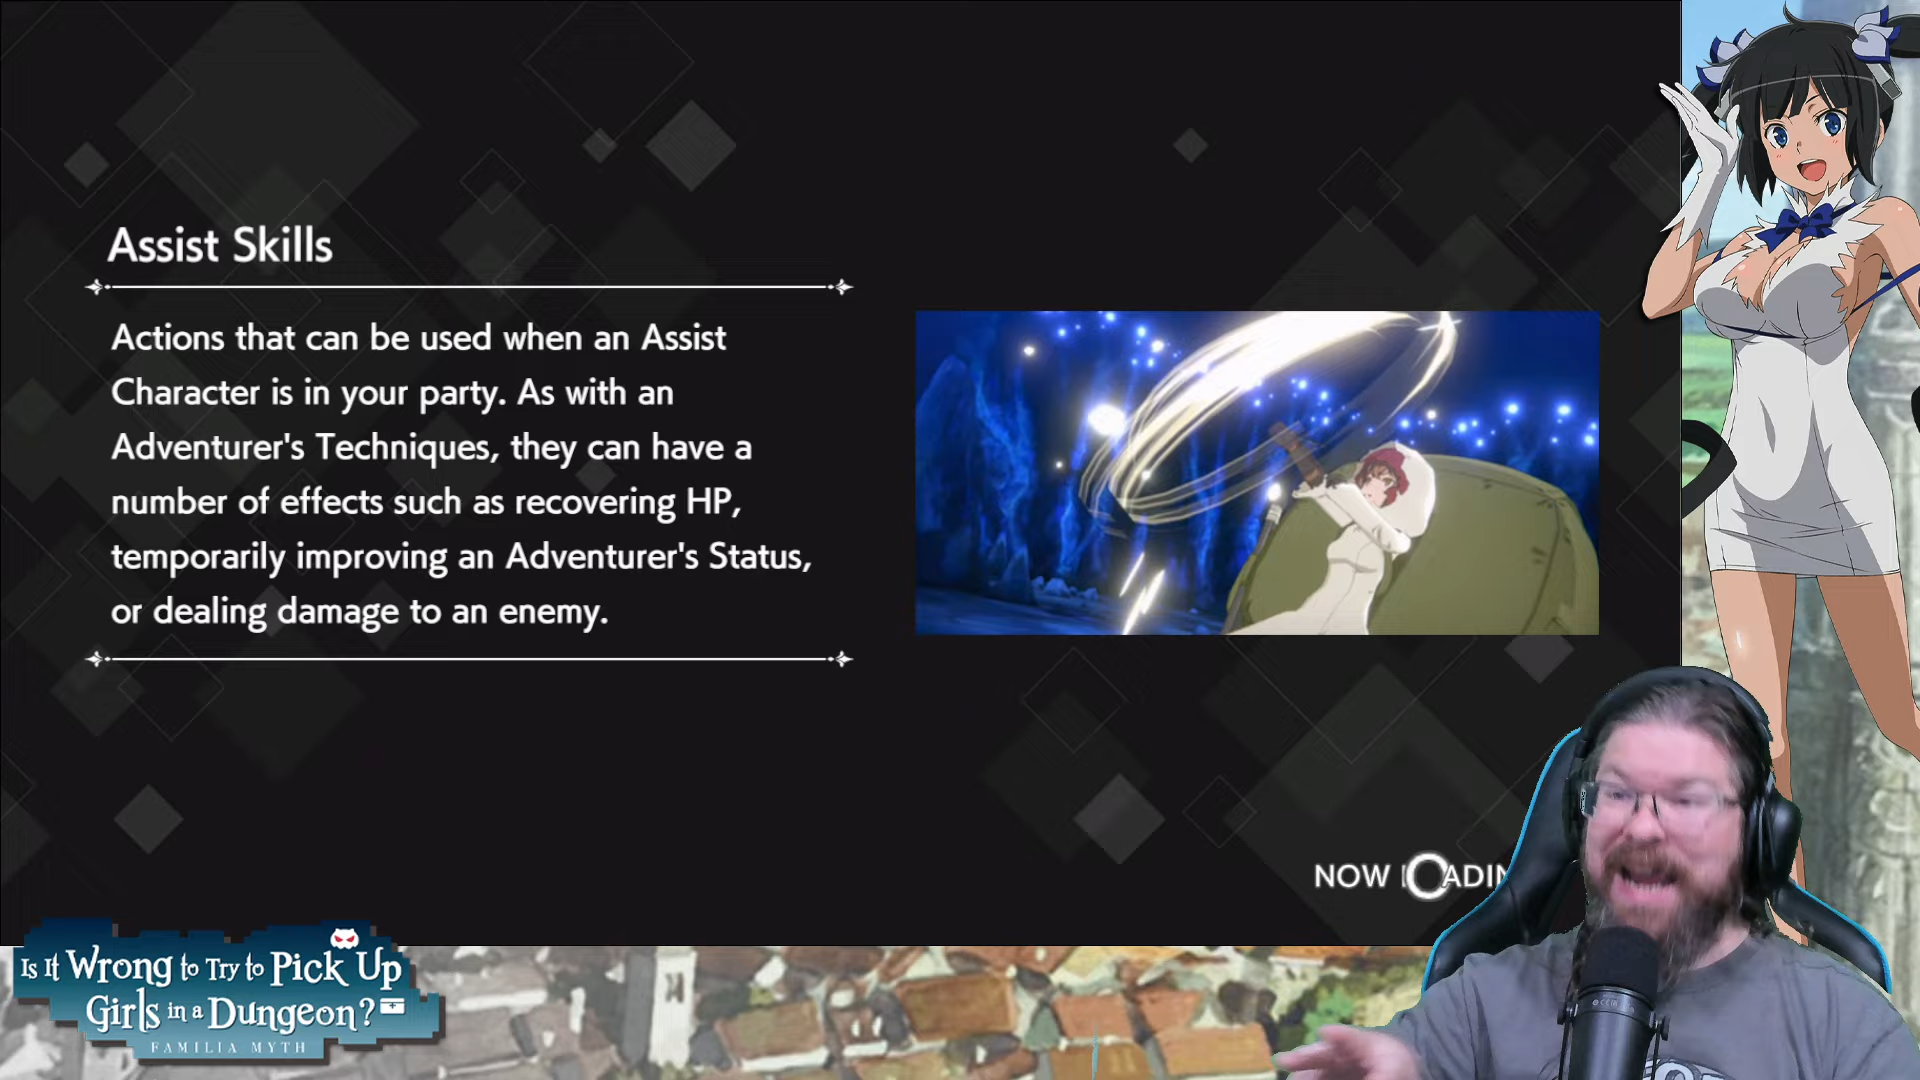 Assist Skills
Actions that can be used when an Assist
Character is in your party. As with an
Adventurer's Techniques, they can have a
number of effects such as recovering HP,
temporarily improving an Adventurer's Status,
or dealing damage to an enemy.
NOW
Is It Wrong to Try to Pick Up
Girls in a Dungeon?
FAMILIA MYTH